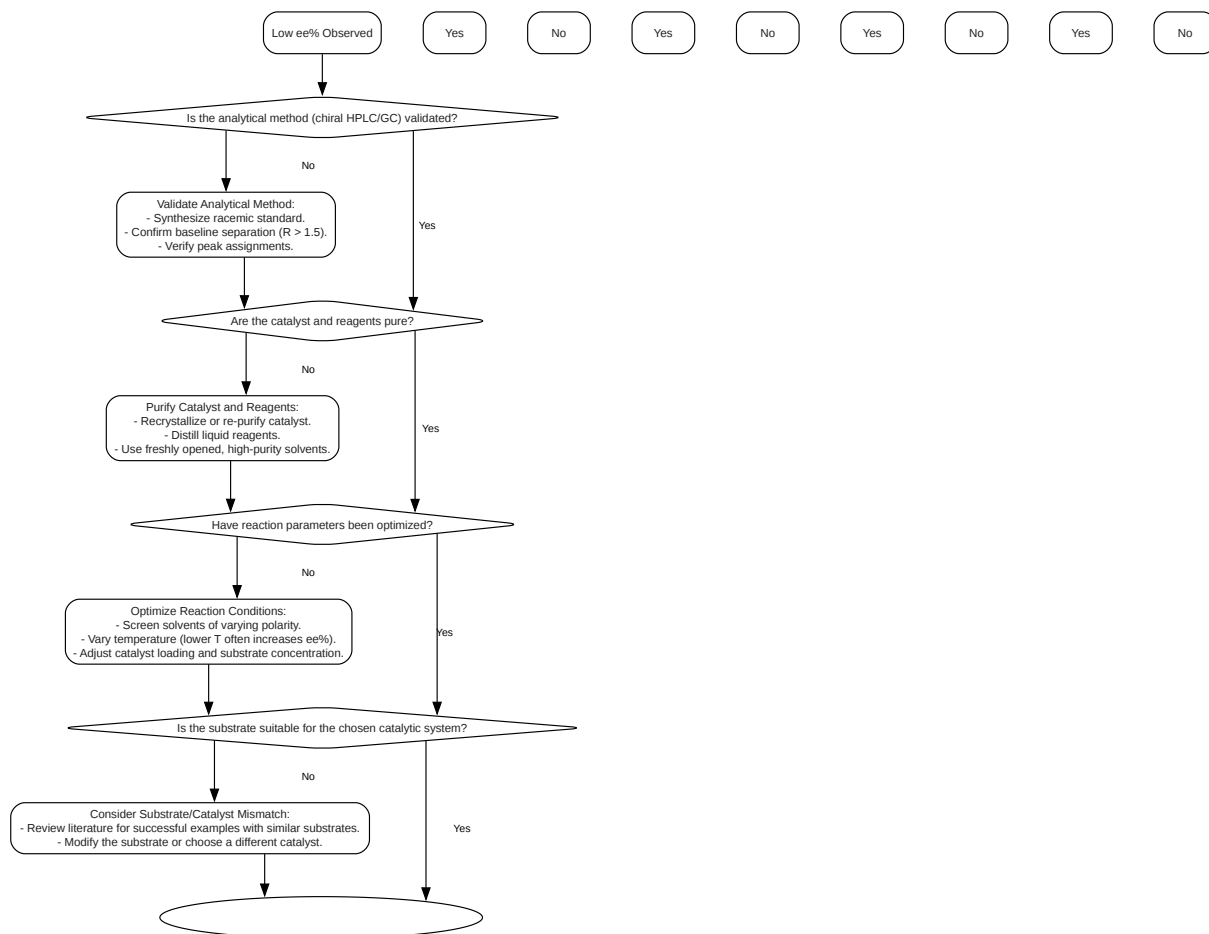 Low ee% Observed
Yes
No
Yes
No
Yes
No
Yes
No
Is the analytical method (chiral HPLC/GC) validated?
No
Validate Analytical Method:
- Synthesize racemic standard.
- Confirm baseline separation (R > 1.5).
- Verify peak assignments.
Yes
Are the catalyst and reagents pure?
No
Purify Catalyst and Reagents:
- Recrystallize or re-purify catalyst.
- Distill liquid reagents.
- Use freshly opened, high-purity solvents.
Yes
Have reaction parameters been optimized?
No
Optimize Reaction Conditions:
- Screen solvents of varying polarity.
- Vary temperature (lower T often increases ee%).
- Adjust catalyst loading and substrate concentration.
Yes
Is the substrate suitable for the chosen catalytic system?
No
Consider Substrate/Catalyst Mismatch:
- Review literature for successful examples with similar substrates.
- Modify the substrate or choose a different catalyst.
Yes